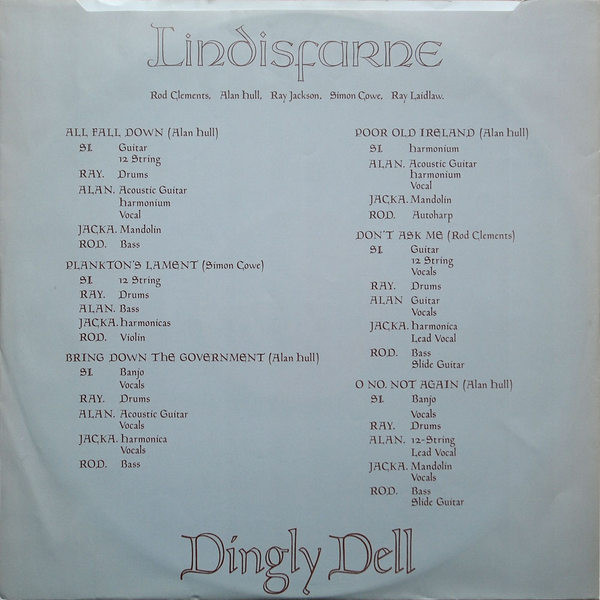 Lindisfarne
Rod Clements, Alan Hull, Ray Jackson, Simon Cowe, Ray Laidlaw.
ALL FALL DOWN (Alan Hull)
SI. Guitar
12 String
RAY. Drums
ALAN. Acoustic Guitar
harmonium
Vocal
JACKA. Mandolin
ROD. Bass
PLANKTON'S LAMENT (Simon Cowe)
SI. 12 String
RAY. Drums
ALAN. Bass
JACKA. harmonicas
ROD. Violin
BRING DOWN THE GOVERNMENT (Alan Hull)
SI. Banjo
Vocals
RAY. Drums
ALAN. Acoustic Guitar
Vocals
JACKA. harmonica
Vocals
ROD. Bass
POOR OLD IRELAND (Alan Hull)
SI. harmonium
ALAN. Acoustic Guitar
harmonium
Vocal
JACKA. Mandolin
ROD. Autoharp
DON'T ASK ME (Rod Clements)
SI. Guitar
12 String
Vocals
RAY. Drums
ALAN Guitar
Vocals
JACKA. harmonica
Lead Vocal
ROD. Bass
Slide Guitar
O NO, NOT AGAIN (Alan Hull)
SI. Banjo
Vocals
RAY. Drums
ALAN. 12-String
Lead Vocal
JACKA. Mandolin
Vocals
ROD. Bass
Slide Guitar
Dingly Dell